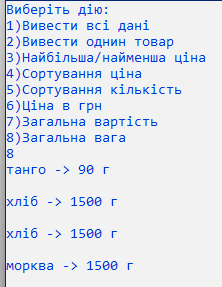 Виберіть дію:
1)Вивести всі дані
2)Вивести однин товар
3)Найбільша/найменша ціна
4)Сортування ціна
5)Сортування кількість
6)Ціна в грн
7)Загальна вартість
8)Загальна вага
8
танго -> 90 г
хліб -> 1500 г
хліб -> 1500 г
морква -> 1500 г